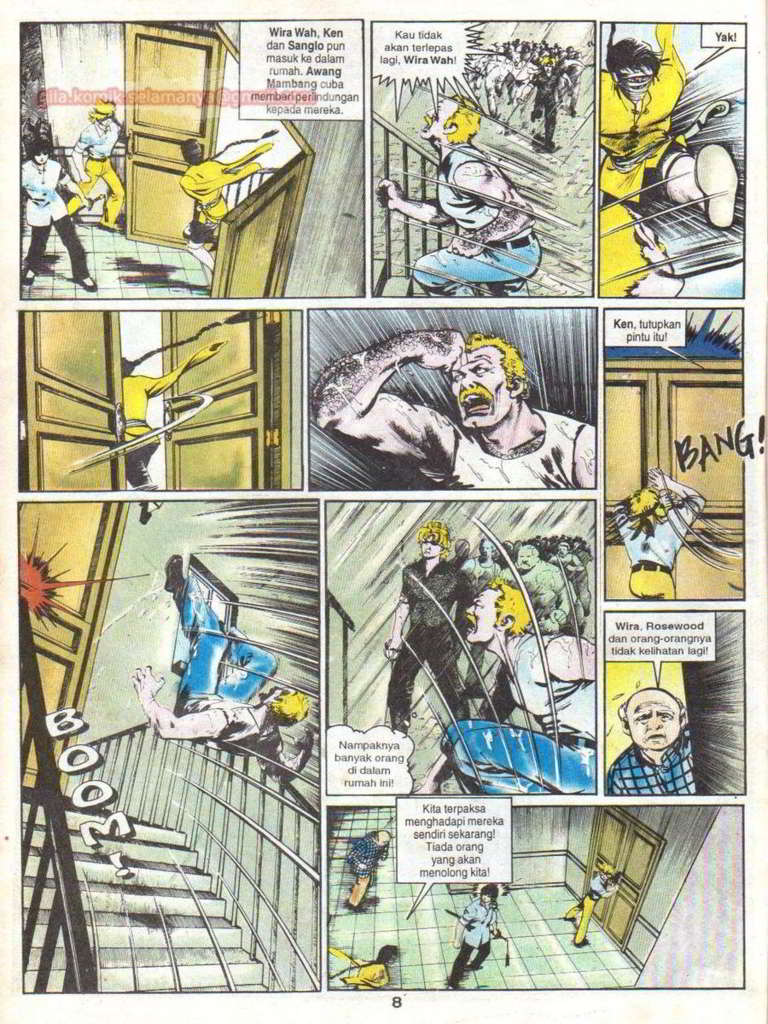 Wira Wah, Ken
dan Sanglo pun
masuk ke dalam
rumah. Awang
Mambang cuba
memberi perlindungan
kepada mereka.
Kau tidak
akan terlepas
lagi, Wira Wah!
Yak!
Ken, tutupkan
pintu itu!
BANG!
BOOM!
Nampaknya
banyak orang
di dalam
rumah ini!
Wira, Rosewood
dan orang-orangnya
tidak kelihatan lagi!
Kita terpaksa
menghadapi mereka
sendiri sekarang!
Tiada orang
yang akan
menolong kita!
8